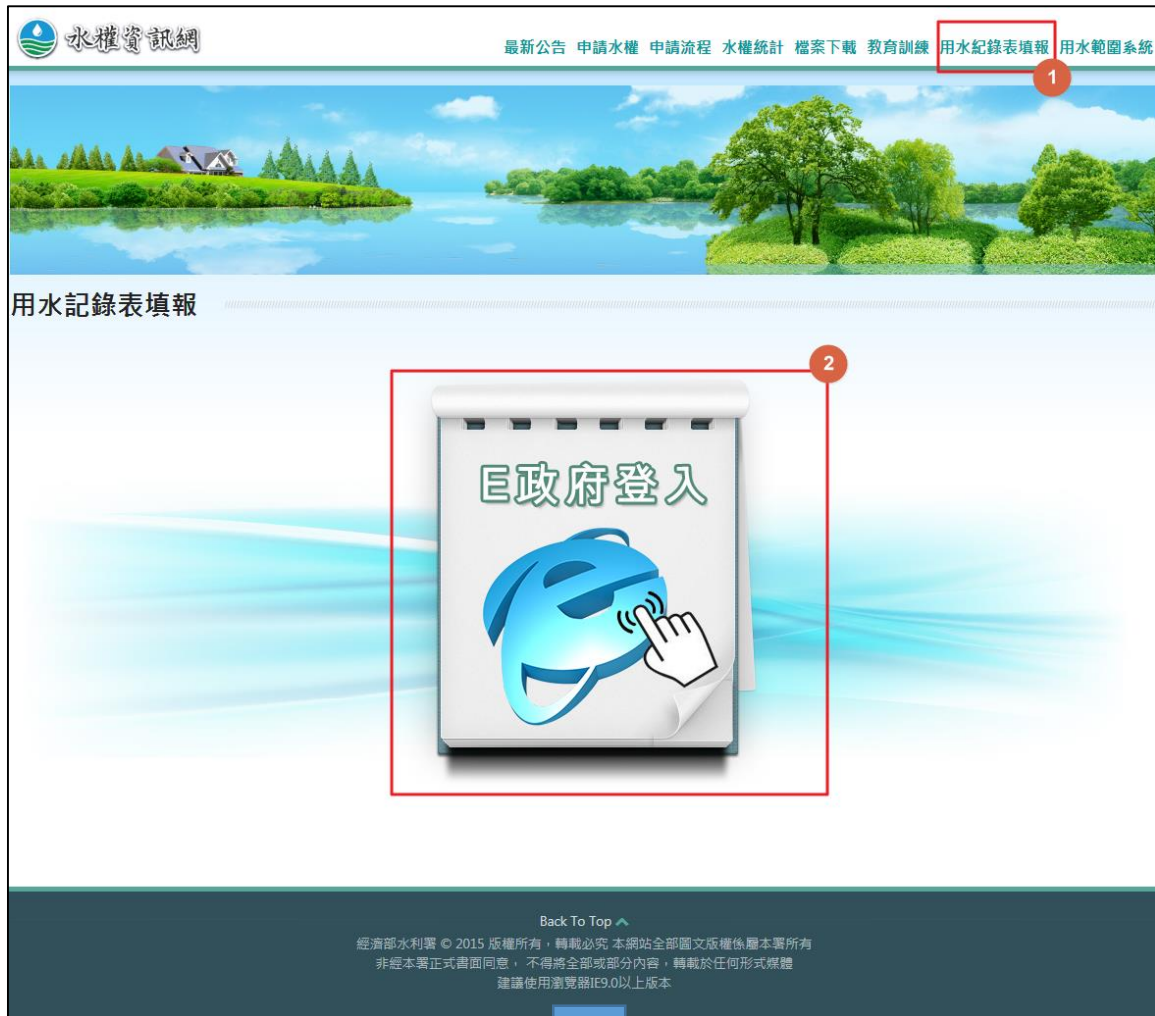 水權資訊網
最新公告 申請水權 申請流程 水權統計 檔案下載 教育訓練 用水紀錄表填報 用水範圍系統
1
用水記錄表填報
2
E政府登入
Back To Top
經濟部水利署 © 2015 版權所有，轉載必究 本網站全部圖文版權係屬本署所有
非經本署正式書面同意， 不得將全部或部分內容，轉載於任何形式媒體
建議使用瀏覽器IE9.0以上版本